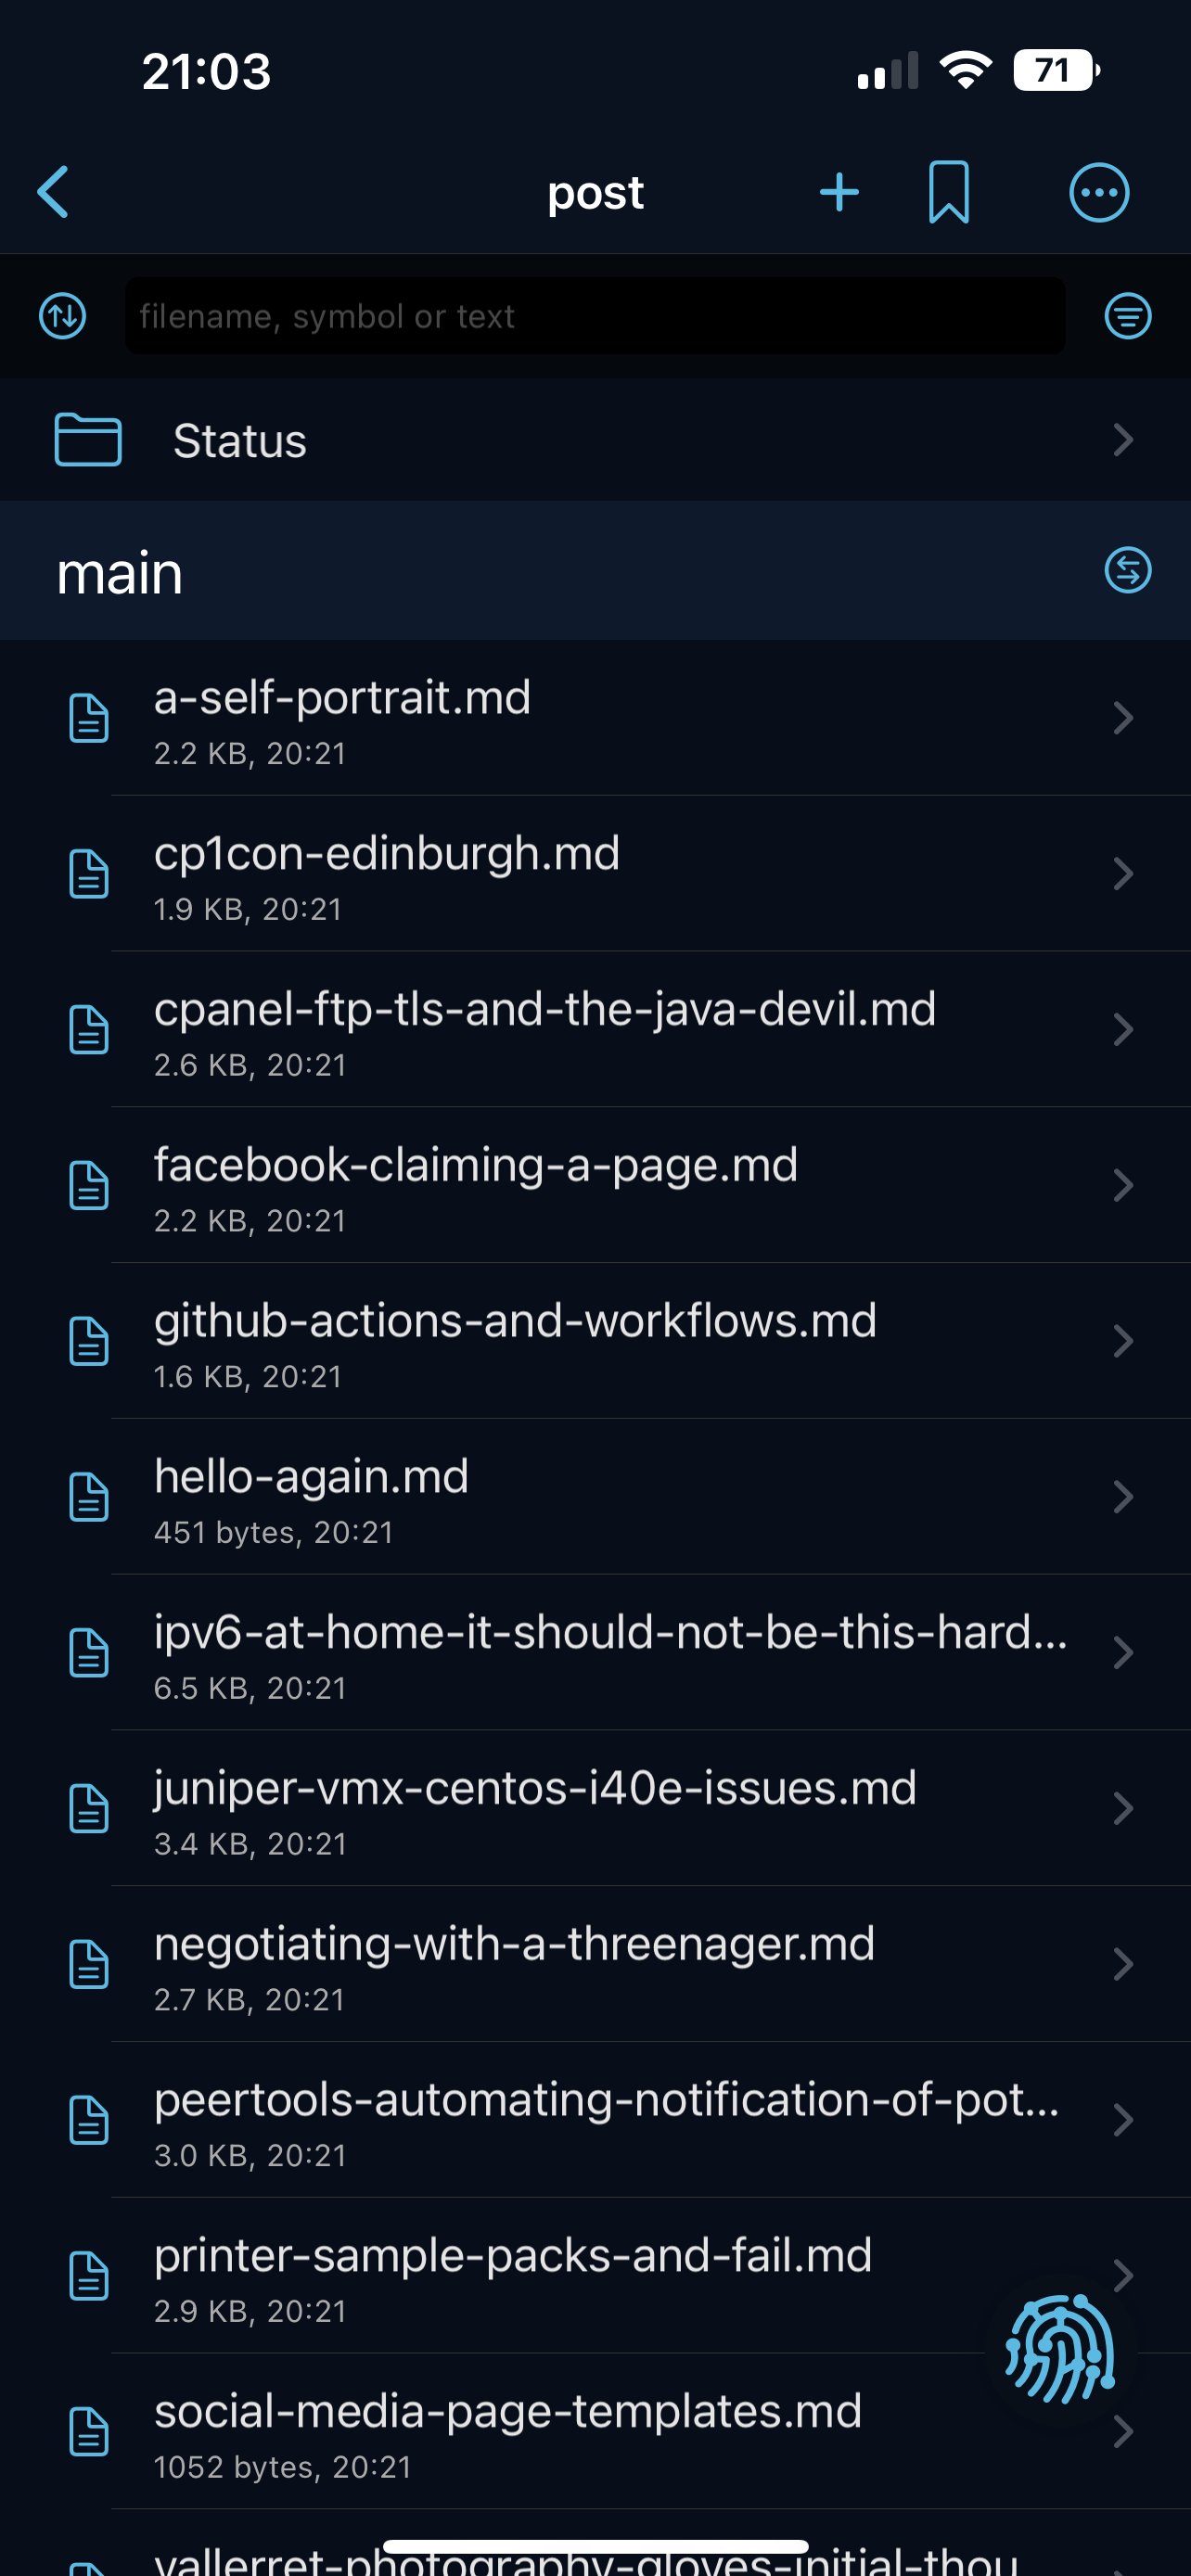 21:03
71
post
filename, symbol or text
Status
main
a-self-portrait.md
2.2 KB, 20:21
cp1con-edinburgh.md
1.9 KB, 20:21
cpanel-ftp-tls-and-the-java-devil.md
2.6 KB, 20:21
facebook-claiming-a-page.md
2.2 KB, 20:21
github-actions-and-workflows.md
1.6 KB, 20:21
hello-again.md
451 bytes, 20:21
ipv6-at-home-it-should-not-be-this-hard...
6.5 KB, 20:21
juniper-vmx-centos-i40e-issues.md
3.4 KB, 20:21
negotiating-with-a-threenager.md
2.7 KB, 20:21
peertools-automating-notification-of-pot...
3.0 KB, 20:21
printer-sample-packs-and-fail.md
2.9 KB, 20:21
social-media-page-templates.md
1052 bytes, 20:21
vallerret-photography-gloves-initial-thou